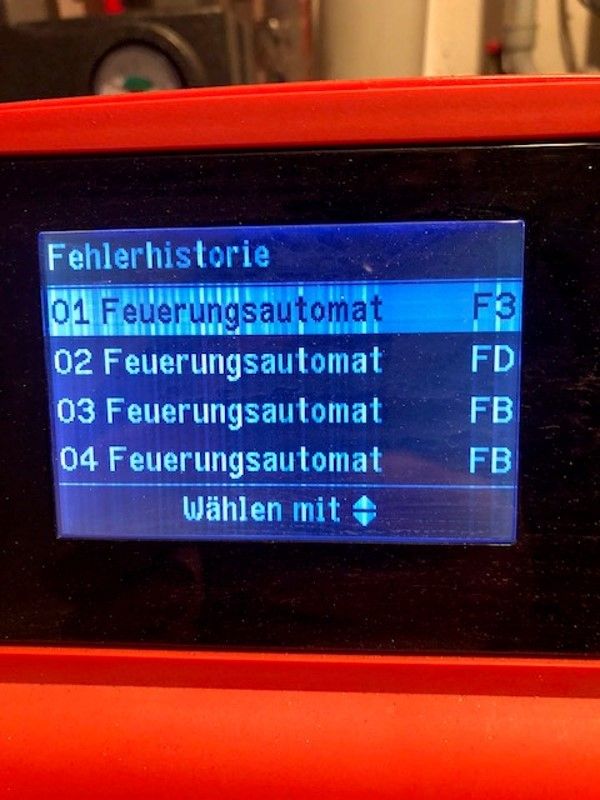 Fehlerhistorie
01 Feuerungsautomat F3
02 Feuerungsautomat FD
03 Feuerungsautomat FB
04 Feuerungsautomat FB
Wählen mit